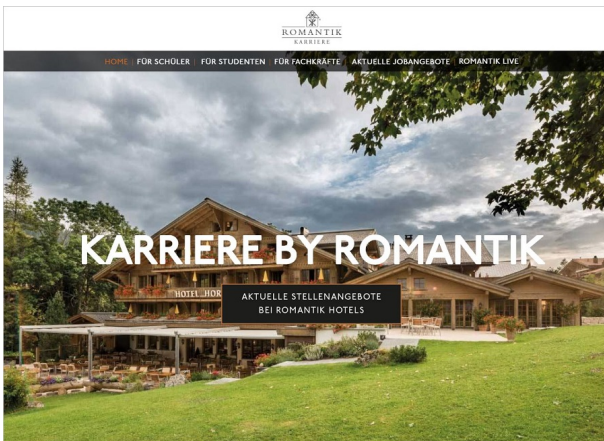 ROMANTIK
KARRIERE
HOME | FÜR SCHÜLER | FÜR STUDENTEN | FÜR FACHKRÄFTE | AKTUELLE JOBANGEBOTE | ROMANTIK LIVE
KARRIERE BY ROMANTIK
HOTEL
AKTUELLE STELLENANGEBOTE
BEI ROMANTIK HOTELS